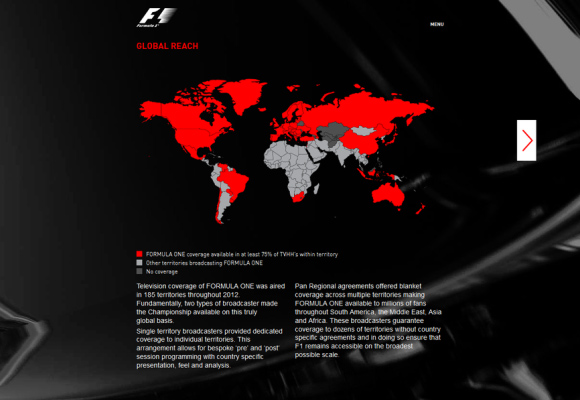 F1
Formula 1
MENU
GLOBAL REACH
FORMULA ONE coverage available in at least 75% of TVHH's within territory
Other territories broadcasting FORMULA ONE
No coverage
Television coverage of FORMULA ONE was aired
in 185 territories throughout 2012.
Fundamentally, two types of broadcaster made
the Championship available on this truly
global basis.
Single territory broadcasters provided dedicated
coverage to individual territories. This
arrangement allows for bespoke 'pre' and 'post'
session programming with country specific
presentation, feel and analysis.
Pan Regional agreements offered blanket
coverage across multiple territories making
FORMULA ONE available to millions of fans
throughout South America, the Middle East, Asia
and Africa. These broadcasters guarantee
coverage to dozens of territories without country
specific agreements and in doing so ensure that
F1 remains accessible on the broadest
possible scale.